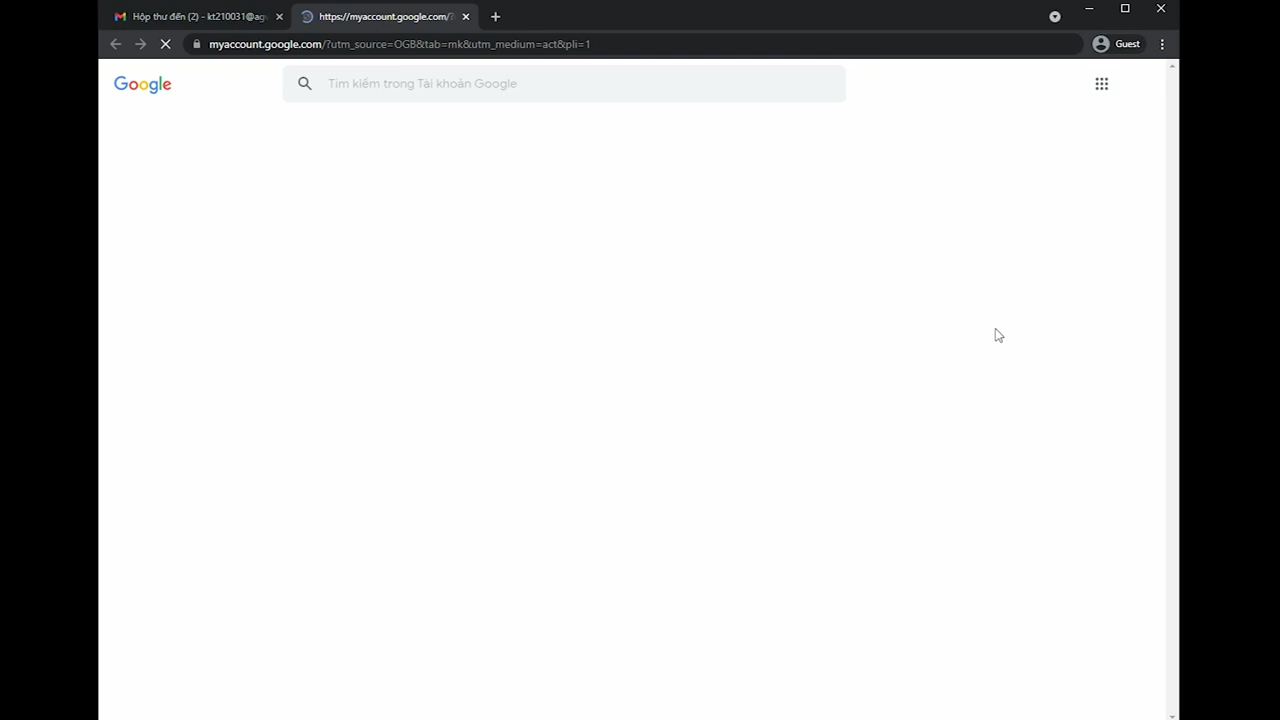 Hộp thư đến (2) - kt210031@agv
https://myaccount.google.com/?
myaccount.google.com/?utm_source=OGB&tab=mk&utm_medium=act&pli=1
Guest
Google
Tìm kiếm trong Tài khoản Google